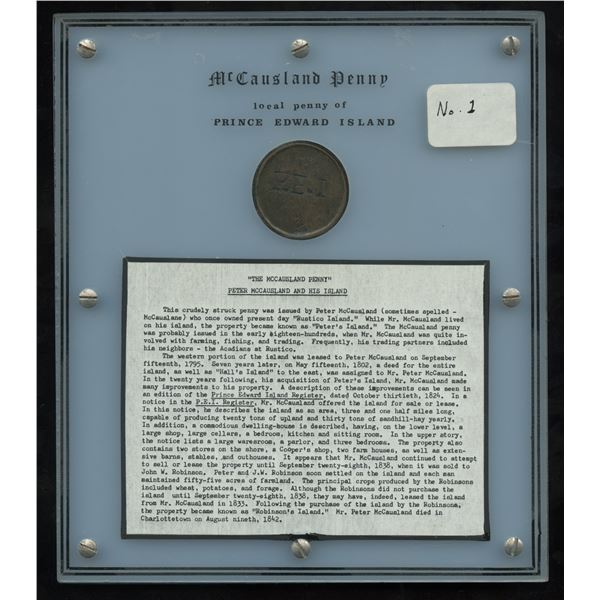 McCausland Penny
local penny of
PRINCE EDWARD ISLAND
No. 1
"THE MCCAUSLAND PENNY"
PETER MCCAUSLAND AND HIS ISLAND
This crudely struck penny was issued by Peter McCausland (sometimes spelled -
McCauslane) who once owned present day "Rustico Island." While Mr. McCausland lived
on his island, the property became known as "Peter's Island." The McCausland penny
was probably issued in the early eighteen-hundreds, when Mr. McCausland was quite in-
volved with farming, fishing, and trading. Frequently, his trading partners included
his neighbors - the Acadians at Rustico.
The western portion of the island was leased to Peter McCausland on September
fifteenth, 1795. Seven years later, on May fifteenth, 1802, a deed for the entire
island, as well as "Hall's Island" to the east, was assigned to Mr. Peter McCausland.
In the twenty years following, his acquisition of Peter's Island, Mr. McCausland made
many improvements to his property. A description of these improvements can be seen in
an edition of the Prince Edward Island Register, dated October thirtieth, 1824. In a
notice in the P.E.I. Register, Mr. McCausland offered the island for sale or lease.
In this notice, he describes the island as an area, three and one half miles long,
capable of producing twenty tons of upland and thirty tons of sandhill-hay yearly.
In addition, a commodious dwelling-house is described, having, on the lower level, a
large shop, large cellars, a bedroom, kitchen and sitting room. In the upper story,
the notice lists a large wareroom, a parlor, and three bedrooms. The property also
contains two stores on the shore, a Cooper's shop, two farm houses, as well as exten-
sive barns, stables, and outhouses. It appears that Mr. McCausland continued to attempt
to sell or lease the property until September twenty-eighth, 1838, when it was sold to
John W. Robinson. Peter and J.W. Robinson soon settled on the island and each man
maintained fifty-five acres of farmland. The principal crops produced by the Robinsons
included wheat, potatoes, and forage. Although the Robinsons did not purchase the
island until September twenty-eighth, 1838, they may have, indeed, leased the island
from Mr. McCausland in 1833. Following the purchase of the island by the Robinsons,
the property became known as "Robinson's Island." Mr. Peter McCausland died in
Charlottetown on August nineth, 1842.